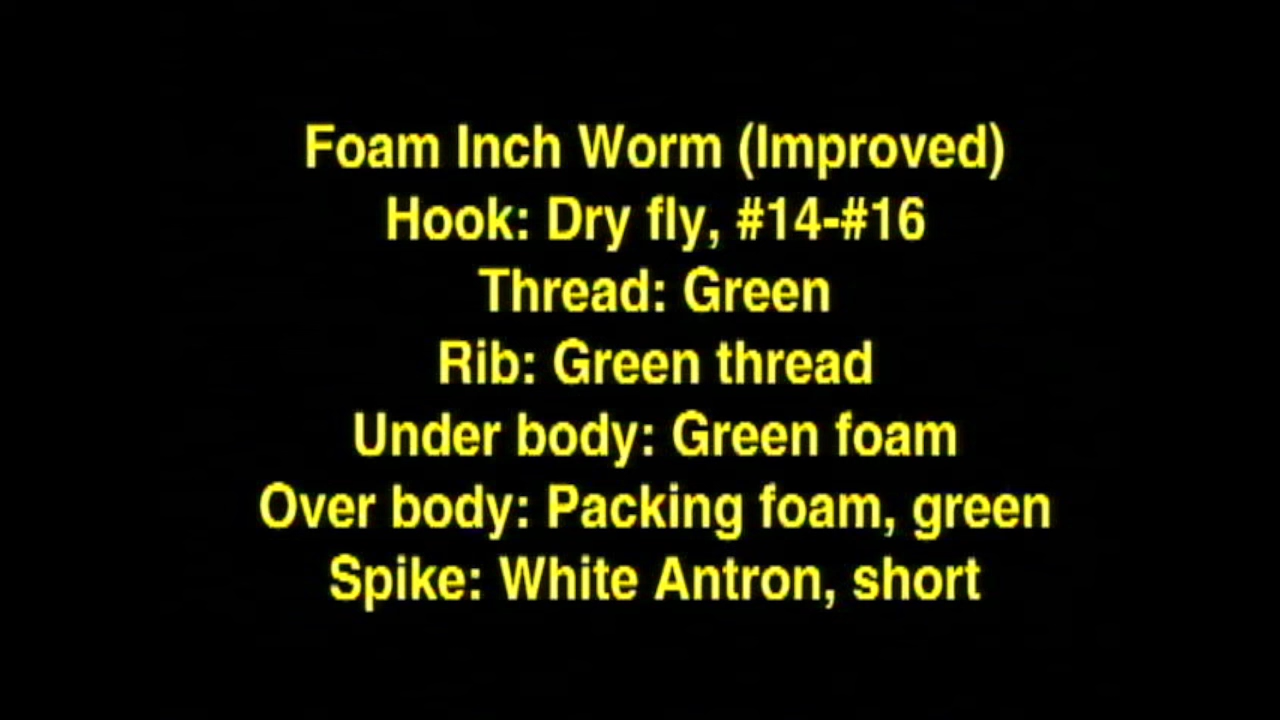 Foam Inch Worm (Improved)
Hook: Dry fly, #14-#16
Thread: Green
Rib: Green thread
Under body: Green foam
Over body: Packing foam, green
Spike: White Antron, short